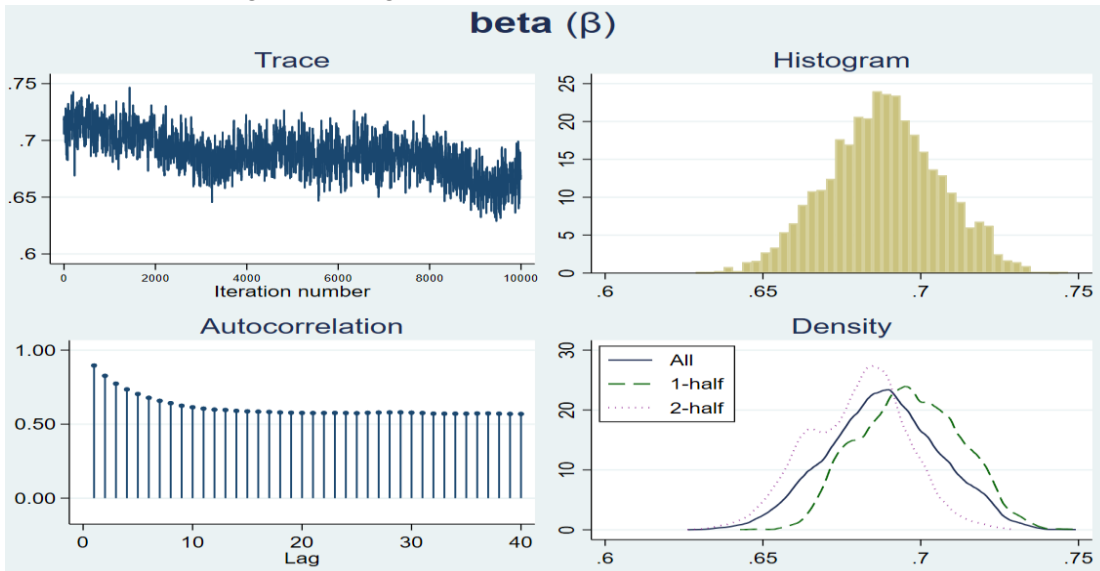 beta (β)
Trace
.75
.7
.65
.6
0 2000 4000 6000 8000 10000
Iteration number
Histogram
25
20
15
10
5
0
.6 .65 .7 .75
Autocorrelation
1.00
0.50
0.00
0 10 20 30 40
Lag
Density
30
20
10
0
All
1-half
2-half
.6 .65 .7 .75